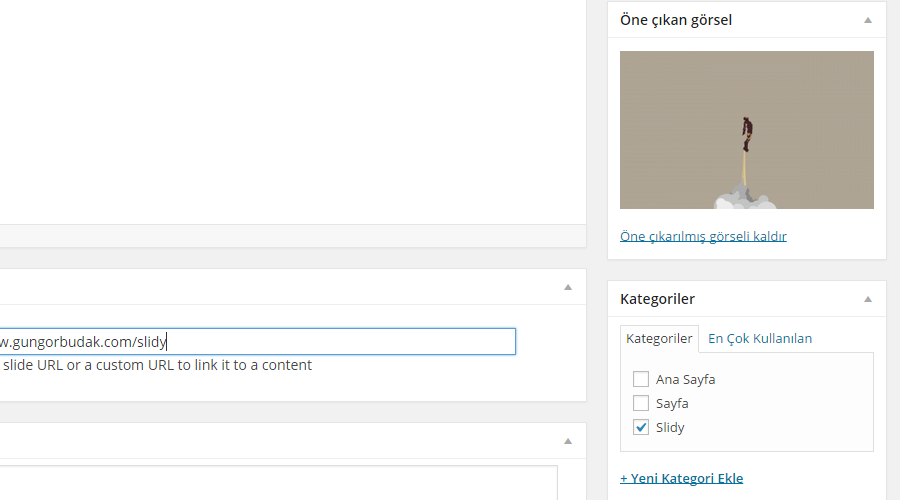 Öne çıkan görsel
Öne çıkarılmış görseli kaldır
w.gungorbudak.com/slidy
slide URL or a custom URL to link it to a content
Kategoriler
Kategoriler En Çok Kullanılan
Ana Sayfa
Sayfa
Slidy
+ Yeni Kategori Ekle